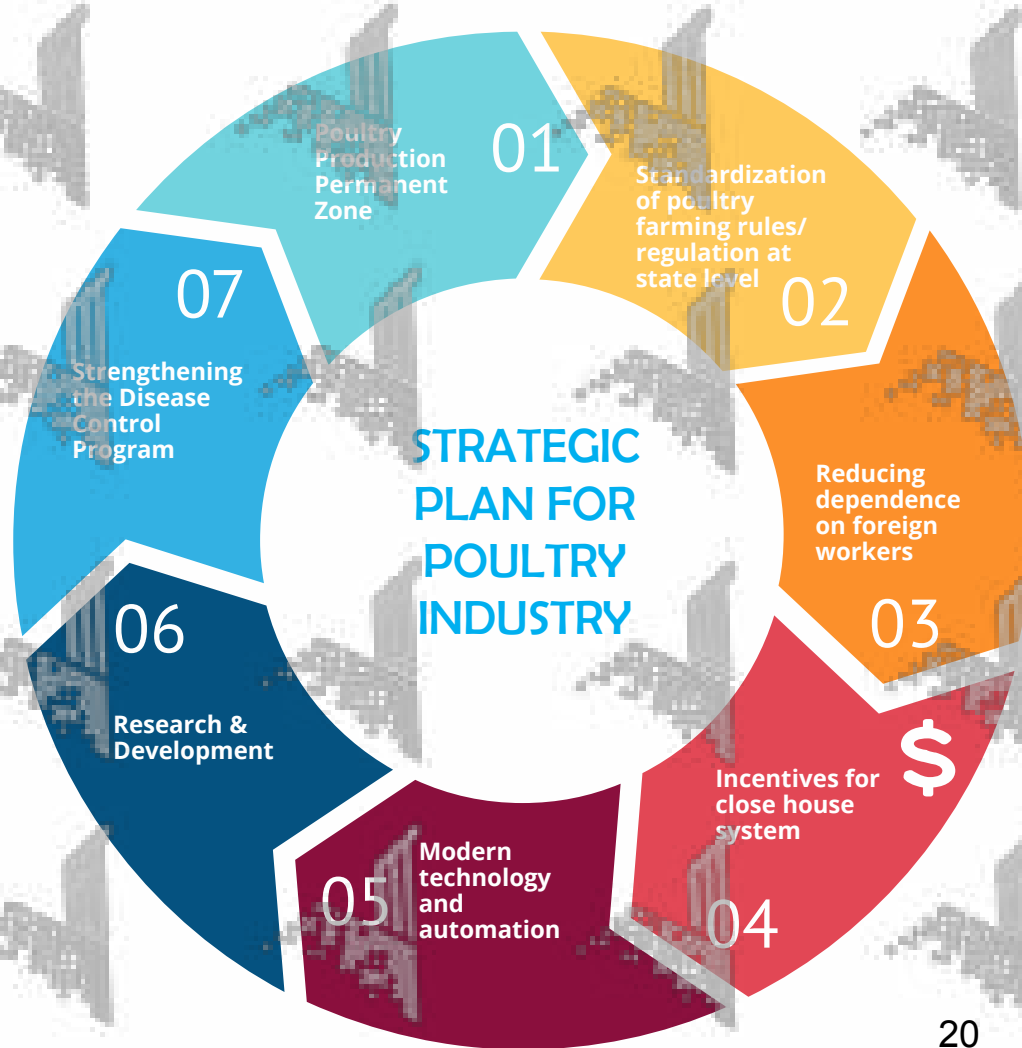 STRATEGIC
PLAN FOR
POULTRY
INDUSTRY
01
Poultry
Production
Permanent
Zone
Standardization
of poultry
farming rules/
regulation at
state level
02
Reducing
dependence
on foreign
workers
03
$
Incentives for
close house
system
04
05
Modern
technology
and
automation
06
Research &
Development
07
Strengthening
the Disease
Control
Program
20